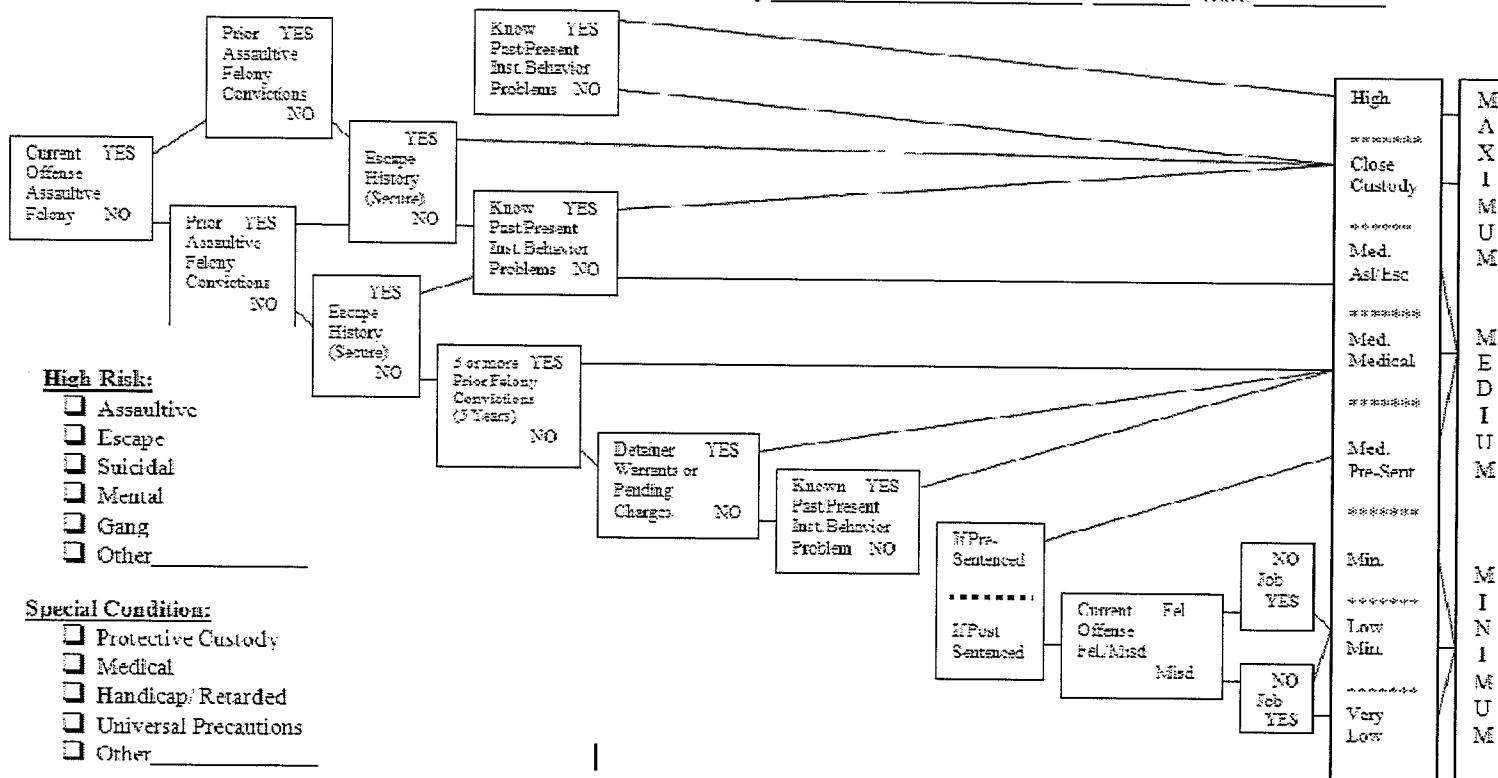 Prior YES
Assaultive
Felony
Convictions
NO
Know YES
Past Present
Inst. Behavior
Problems NO
Current YES
Offense
Assaultive
Felony NO
YES
Escape
History
(Secure)
NO
Prior YES
Assaultive
Felony
Convictions
NO
Know YES
Past Present
Inst. Behavior
Problems NO
YES
Escape
History
(Secure)
NO
or more YES
Prior Felony
Convictions
NO
Detainer YES
Warrants or
Pending
Charges NO
Known YES
Past Present
Inst. Behavior
Problem NO
If Pre-
Sentenced
If Post
Sentenced
Current Fel
Offense
Fel/Misd
Misd
NO
Job
YES
NO
Job
YES
High
*******
Close
Custody
******
Med.
Asl/Esc
*******
Med.
Medical
*******
Med.
Pre-Sent
*******
Min.
*******
Low
Min.
*******
Very
Low
M
A
X
I
M
U
M
M
E
D
I
U
M
M
I
N
I
M
U
M
High Risk:
Assaultive
Escape
Suicidal
Mental
Gang
Other
Special Condition:
Protective Custody
Medical
Handicap/ Retarded
Universal Precautions
Other